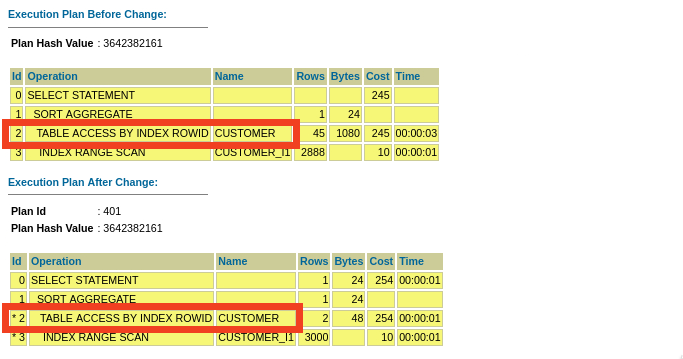 Execution Plan Before Change:
Plan Hash Value : 3642382161
Id Operation Name Rows Bytes Cost Time
0 SELECT STATEMENT 245
1 SORT AGGREGATE 1 24
2 TABLE ACCESS BY INDEX ROWID CUSTOMER 45 1080 245 00:00:03
3 INDEX RANGE SCAN CUSTOMER_I1 2888 10 00:00:01
Execution Plan After Change:
Plan Id : 401
Plan Hash Value : 3642382161
Id Operation Name Rows Bytes Cost Time
0 SELECT STATEMENT 1 24 254 00:00:01
1 SORT AGGREGATE 1 24
* 2 TABLE ACCESS BY INDEX ROWID CUSTOMER 2 48 254 00:00:01
* 3 INDEX RANGE SCAN CUSTOMER_I1 3000 10 00:00:01